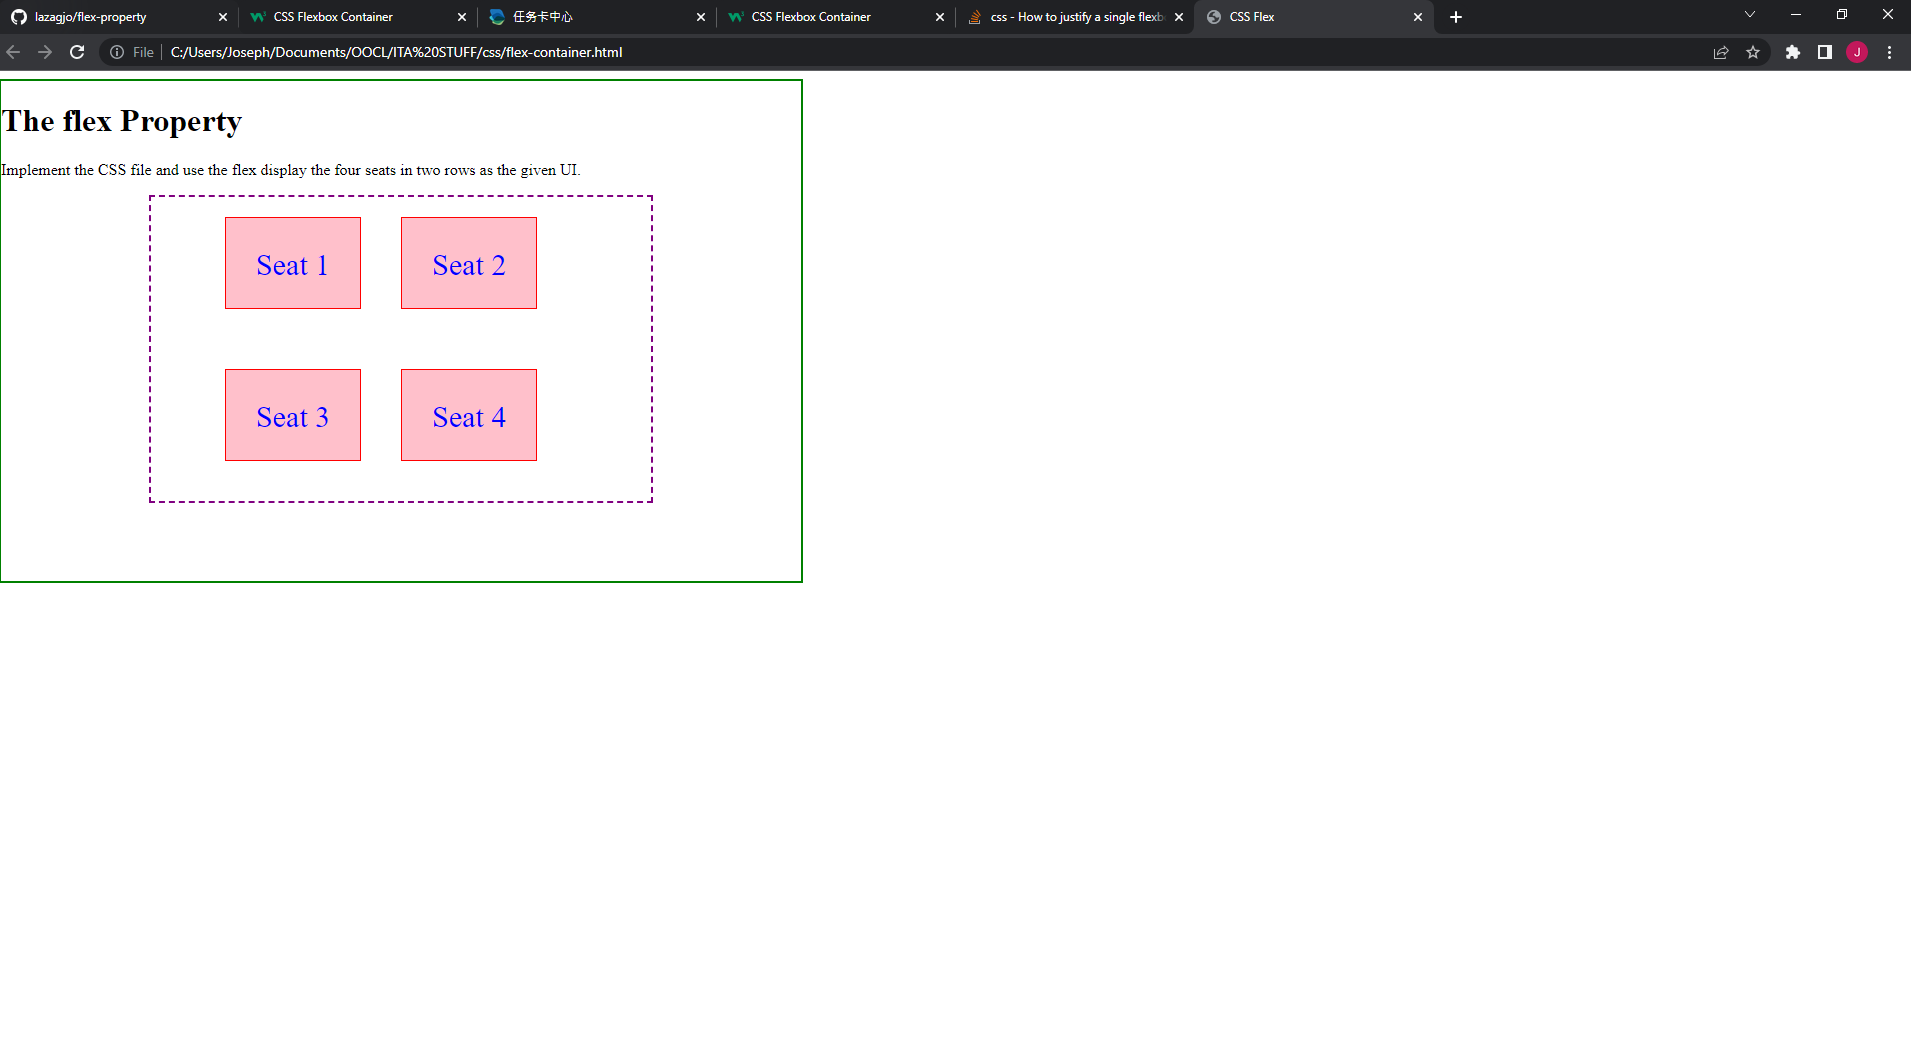 lazagjo/flex-property
CSS Flexbox Container
任务卡中心
CSS Flexbox Container
css - How to justify a single flexb
CSS Flex
File
C:/Users/Joseph/Documents/OOCL/ITA%20STUFF/css/flex-container.html
J
The flex Property
Implement the CSS file and use the flex display the four seats in two rows as the given UI.
Seat 1
Seat 2
Seat 3
Seat 4